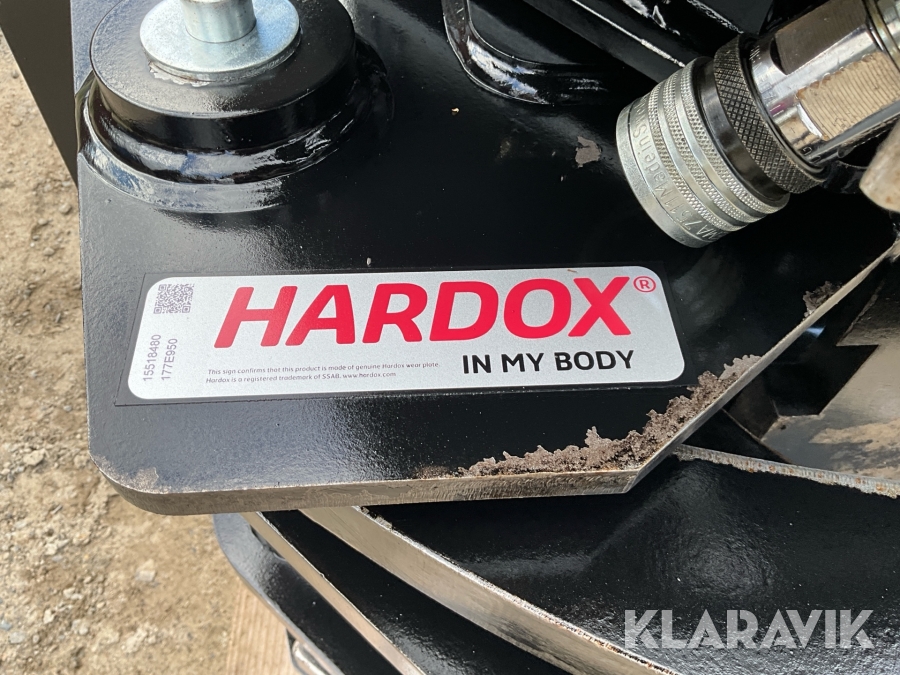 HARDOX®
IN MY BODY
This sign confirms that this product is made of genuine Hardox wear plate.
Hardox is a registered trademark of SSAB. www.hardox.com
15518480
177E950
KLARAVIK